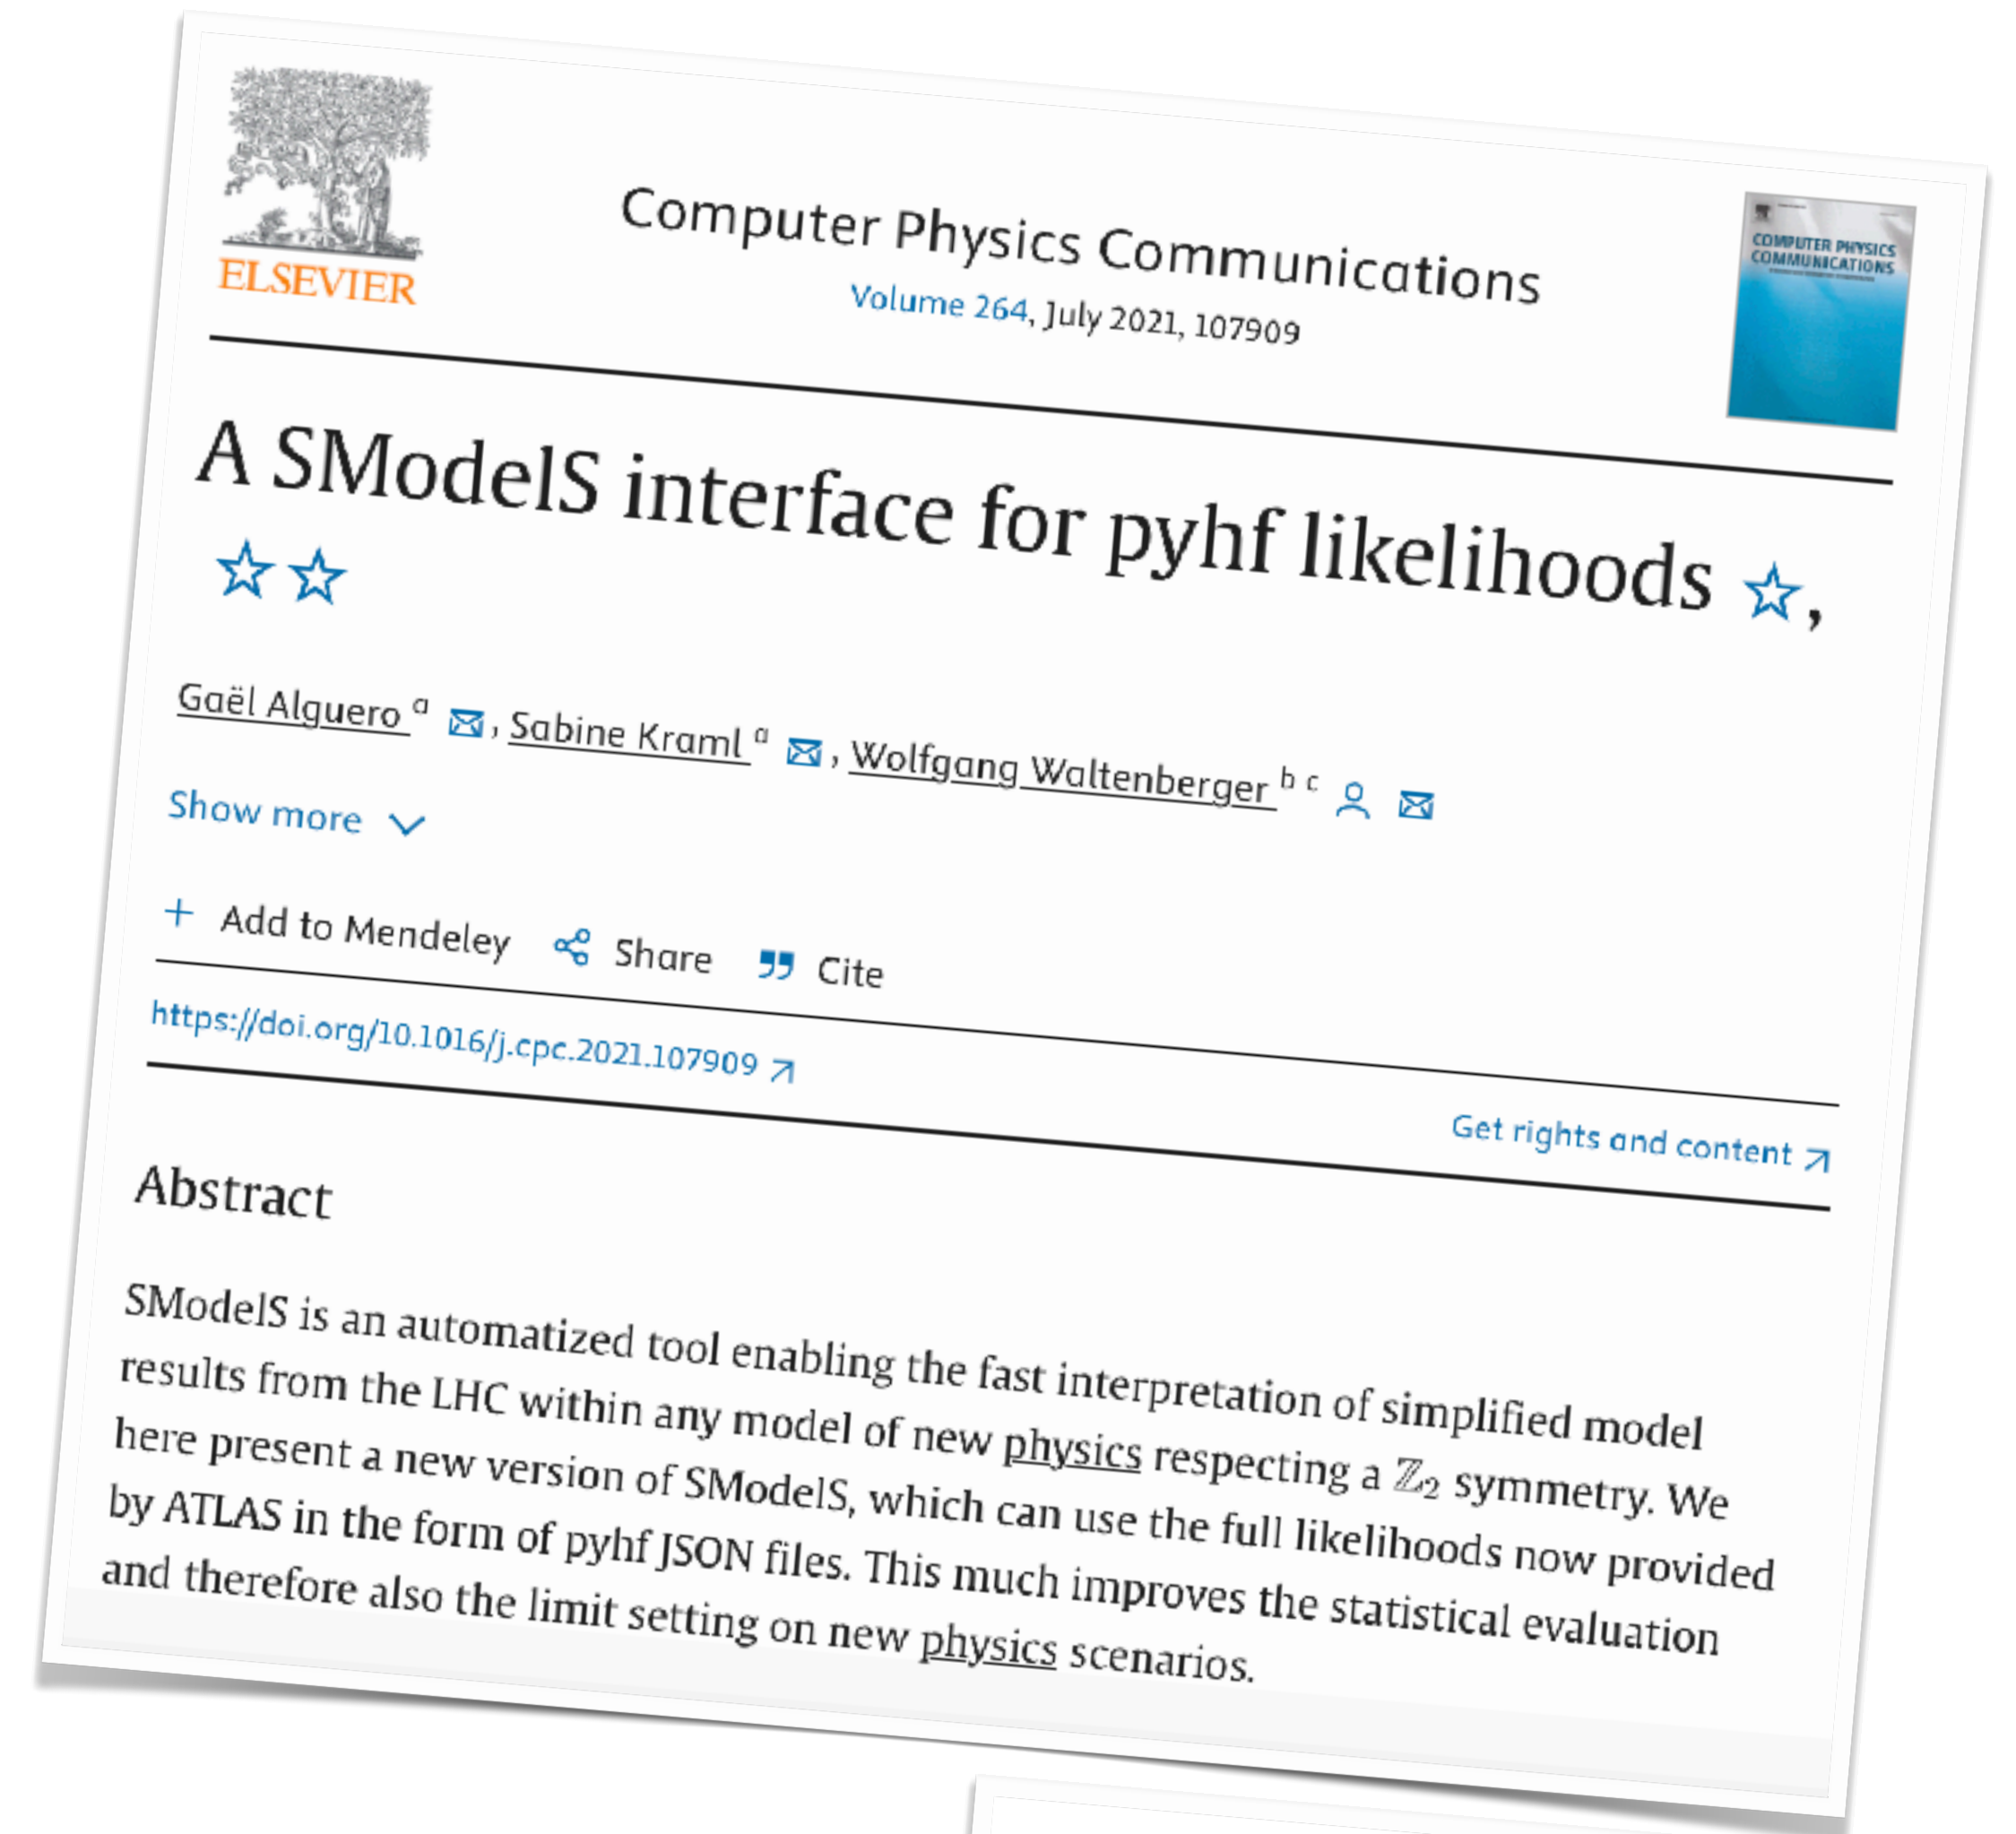 ELSEVIER
Computer Physics Communications
Volume 264, July 2021, 107909
COMPUTER PHYSICS
COMMUNICATIONS
A SModelS interface for pyhf likelihoods ☆,
☆☆
Gaël Alguero a, Sabine Kraml a, Wolfgang Waltenberger b c
Show more
Add to Mendeley Share Cite
https://doi.org/10.1016/j.cpc.2021.107909
Get rights and content
Abstract
SModelS is an automatized tool enabling the fast interpretation of simplified model
results from the LHC within any model of new physics respecting a ℤ₂ symmetry. We
here present a new version of SModelS, which can use the full likelihoods now provided
by ATLAS in the form of pyhf JSON files. This much improves the statistical evaluation
and therefore also the limit setting on new physics scenarios.